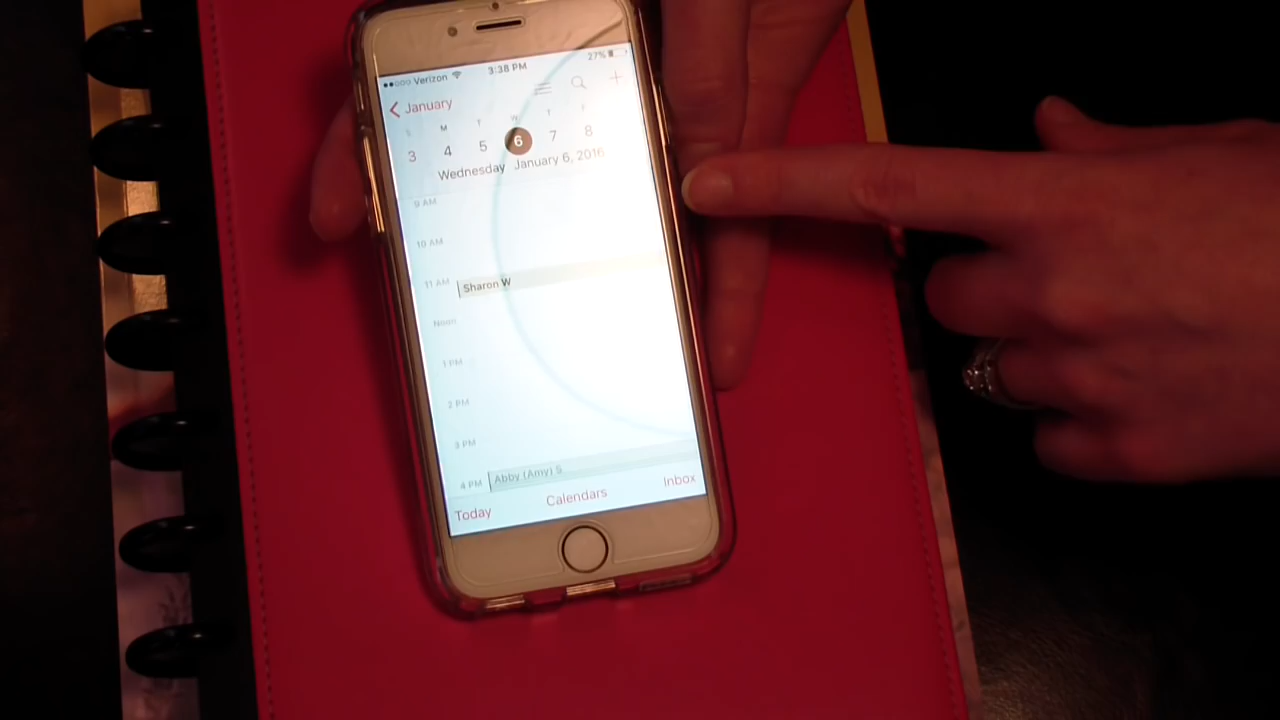 Verizon 3:38 PM 27%
January
S M T W T F
3 4 5 6 7 8
Wednesday January 6, 2016
9 AM
10 AM
11 AM Sharon W
Noon
1 PM
2 PM
3 PM
4 PM Abby (Amy) S
Today Calendars Inbox